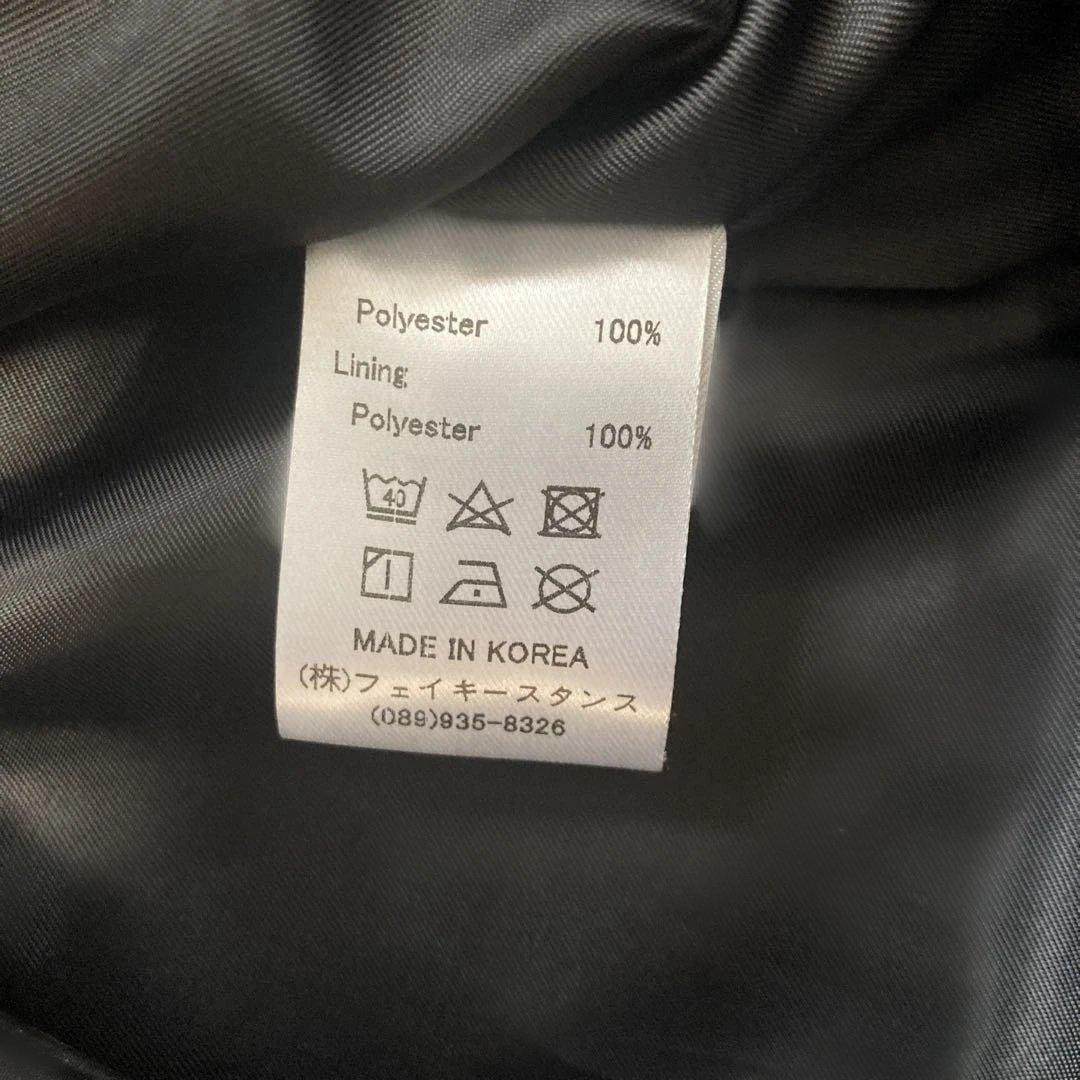 Polyester 100%
Lining
Polyester 100%
40
MADE IN KOREA
(株)フェイキースタンス
(089)935-8326